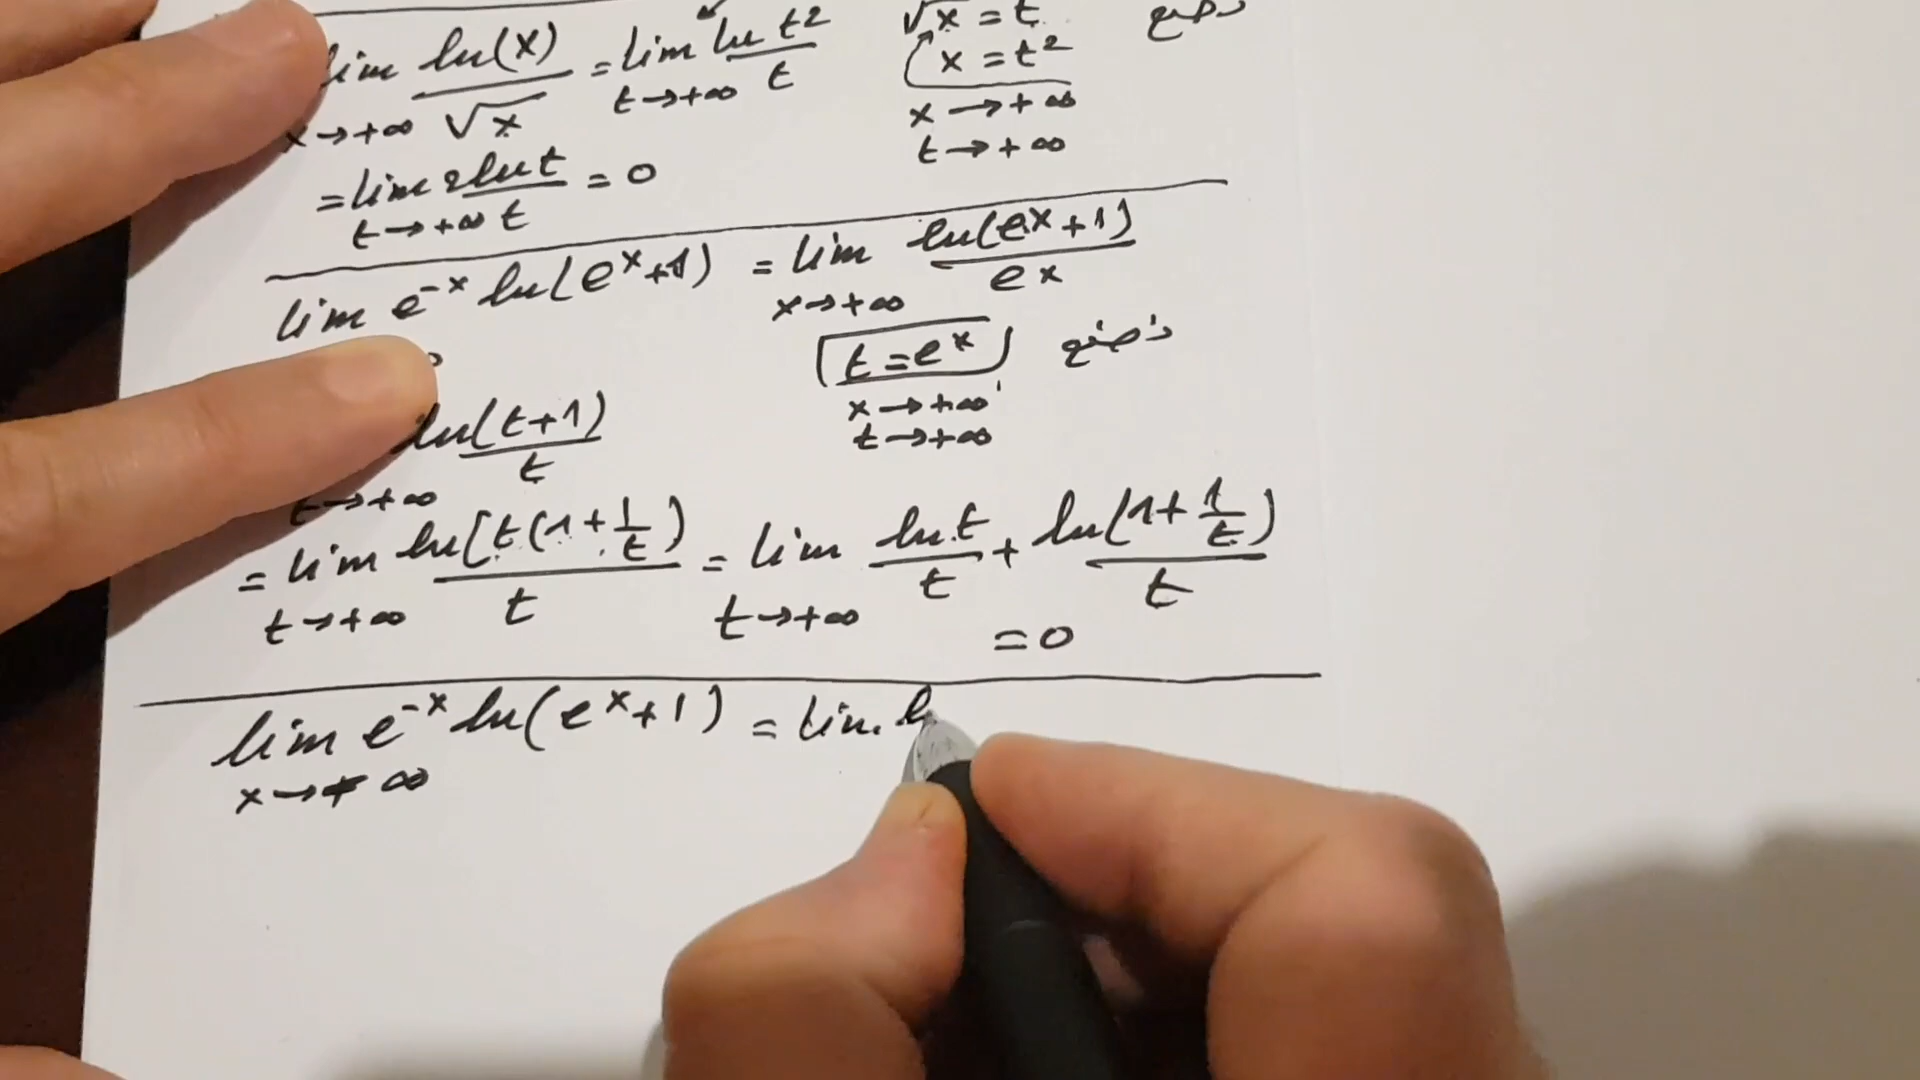 lim ln(x)/√x = lim ln t²/t √x = t نضع
x→+∞ t→+∞ x = t²
x→+∞
= lim 2ln t/t = 0 t→+∞
t→+∞
lim e⁻ˣ ln(eˣ+1) = lim ln(eˣ+1)/eˣ
x→+∞
t = eˣ نضع
ln(t+1)/t x→+∞
t→+∞ t→+∞
= lim ln[t(1+1/t)/t = lim ln t/t + ln(1+1/t)/t
t→+∞ t→+∞ = 0
lim e⁻ˣ ln(eˣ+1) = lim